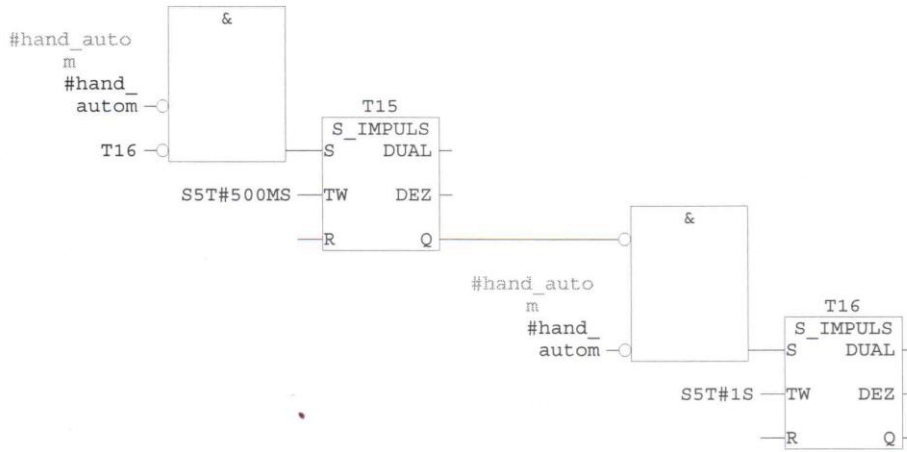 &
#hand_auto
m
#hand_
autom
T16
T15
S_IMPULS
S DUAL
S5T#500MS TW DEZ
R Q
&
#hand_auto
m
#hand_
autom
T16
S_IMPULS
S DUAL
S5T#1S TW DEZ
R Q